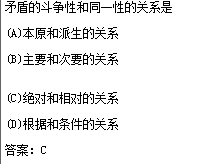 矛盾的斗争性和同一性的关系是
(A)本原和派生的关系
(B)主要和次要的关系
(C)绝对和相对的关系
(D)根据和条件的关系
答案：C